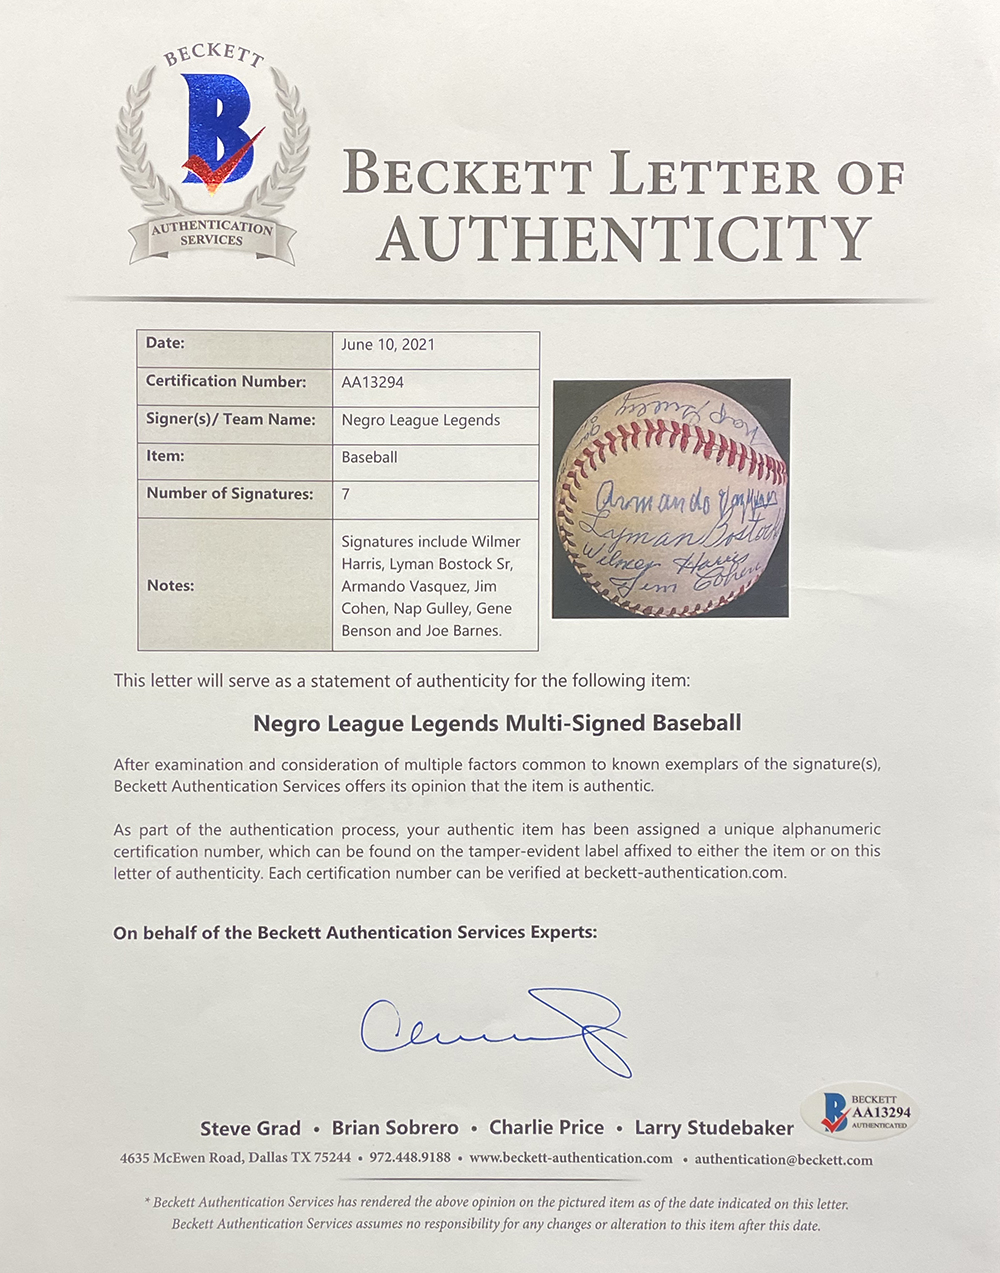 BECKETT
B
AUTHENTICATION
SERVICES
BECKETT LETTER OF
AUTHENTICITY
Date: June 10, 2021
Certification Number: AA13294
Signer(s)/ Team Name: Negro League Legends
Item: Baseball
Number of Signatures: 7
Notes:
Signatures include Wilmer
Harris, Lyman Bostock Sr,
Armando Vasquez, Jim
Cohen, Nap Gulley, Gene
Benson and Joe Barnes.
Nap Gulley
Armando Vazquez
Lyman Bostock
Wilmer Harris
Jim Cohen
This letter will serve as a statement of authenticity for the following item:
Negro League Legends Multi-Signed Baseball
After examination and consideration of multiple factors common to known exemplars of the signature(s),
Beckett Authentication Services offers its opinion that the item is authentic.
As part of the authentication process, your authentic item has been assigned a unique alphanumeric
certification number, which can be found on the tamper-evident label affixed to either the item or on this
letter of authenticity. Each certification number can be verified at beckett-authentication.com.
On behalf of the Beckett Authentication Services Experts:
Steve Grad • Brian Sobrero • Charlie Price • Larry Studebaker
B BECKETT
AA13294
AUTHENTICATED
4635 McEwen Road, Dallas TX 75244 • 972.448.9188 • www.beckett-authentication.com • authentication@beckett.com
* Beckett Authentication Services has rendered the above opinion on the pictured item as of the date indicated on this letter.
Beckett Authentication Services assumes no responsibility for any changes or alteration to this item after this date.